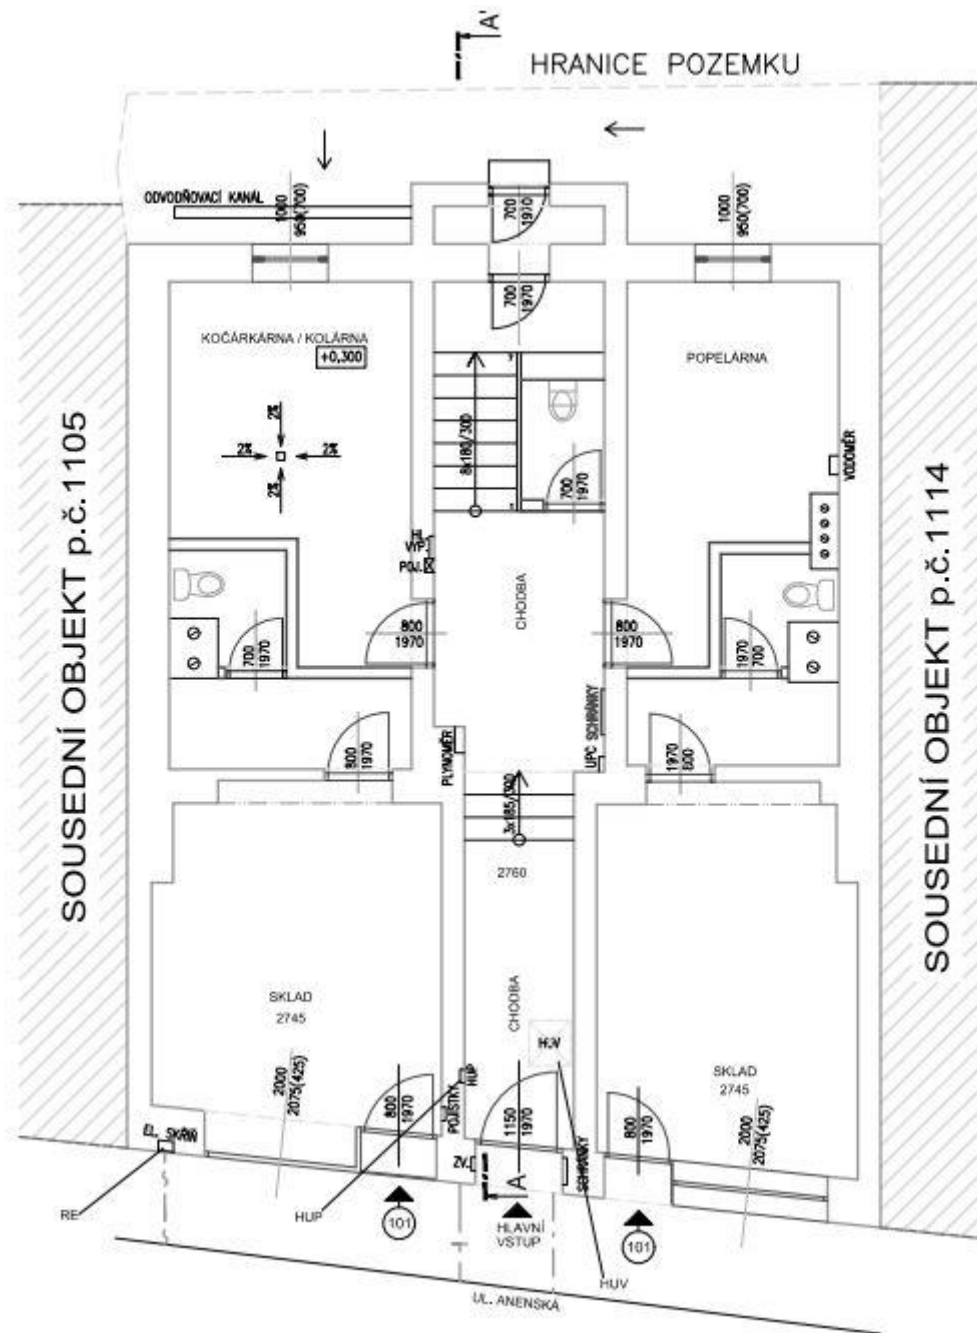 A'
HRANICE POZEMKU
ODVODŇOVACÍ KANÁL
1000
950(700)
700
1970
1000
950(700)
700
1970
KOČÁRKÁRNA / KOLÁRNA
+0,300
POPELÁRNA
2%
2%
2%
2%
8x180/300
700
1970
VODOMĚR
SOUSEDNÍ OBJEKT p.č.1105
SOUSEDNÍ OBJEKT p.č.1114
VYP.
POJ.
CHODBA
800
1970
800
1970
700
1970
1970
700
PLYNOMĚR
UPC SCHRÁNKY
800
1970
1970
800
3x185/300
2760
SKLAD
2745
CHODBA
HUV
HUP
SKLAD
2745
2000
2075(425)
POJISTKY
800
1970
1150
1970
800
1970
2000
2075(425)
EL. SKŘÍŇ
ZV.
A
SCHRÁNKY
RE
HUP
101
HLAVNÍ
VSTUP
101
HUV
UL. ANENSKÁ